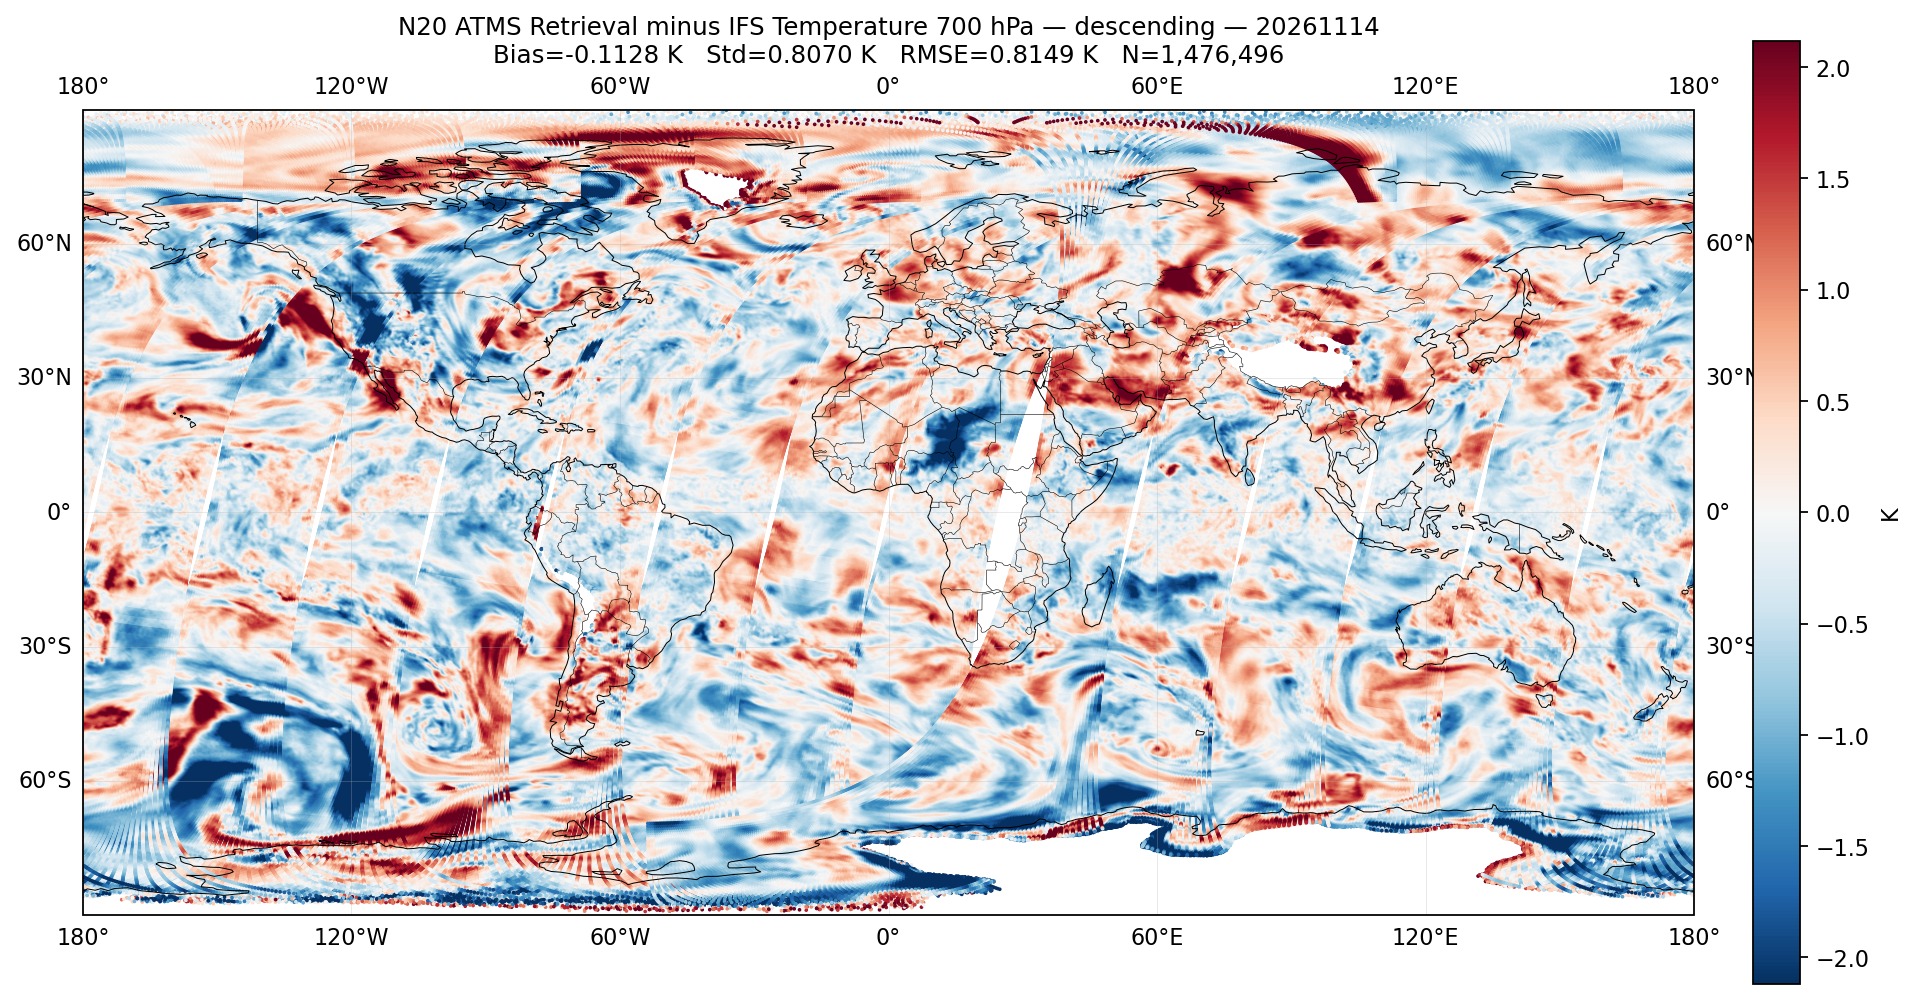 N20 ATMS Retrieval minus IFS Temperature 700 hPa — descending — 20261114
Bias=-0.1128 K   Std=0.8070 K   RMSE=0.8149 K   N=1,476,496
180° 120°W 60°W 0° 60°E 120°E 180°
60°N 60°N
30°N 30°N
0° 0°
30°S 30°S
60°S 60°S
180° 120°W 60°W 0° 60°E 120°E 180°
2.0
1.5
1.0
0.5
0.0
−0.5
−1.0
−1.5
−2.0
K